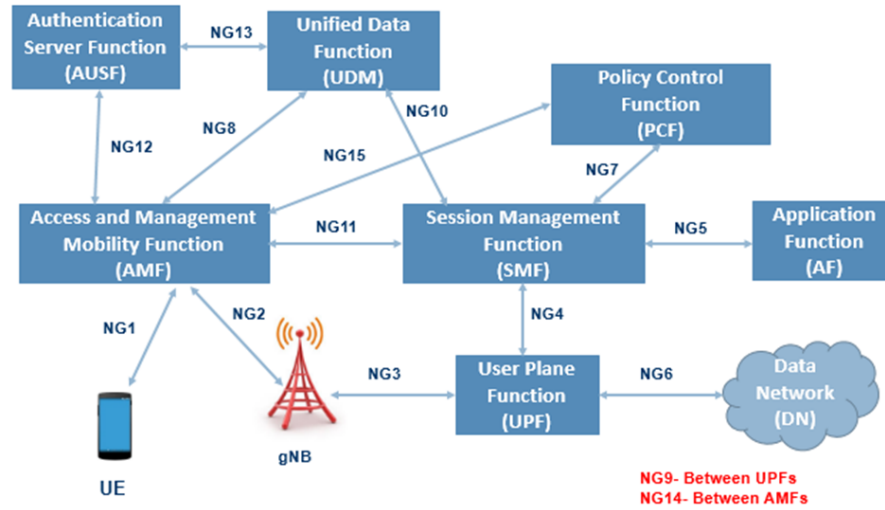 Authentication
Server Function
(AUSF)
NG13
Unified Data
Function
(UDM)
Policy Control
Function
(PCF)
NG12
NG8
NG10
NG15
NG7
Access and Management
Mobility Function
(AMF)
NG11
Session Management
Function
(SMF)
NG5
Application
Function
(AF)
NG1
NG2
NG4
NG3
User Plane
Function
(UPF)
NG6
Data
Network
(DN)
UE
gNB
NG9- Between UPFs
NG14- Between AMFs